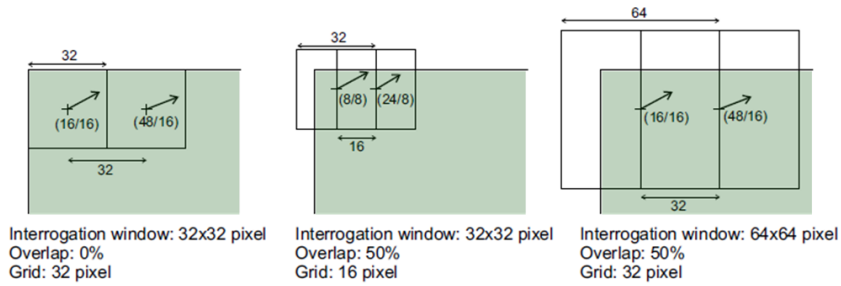 32
(16/16)
(48/16)
32
Interrogation window: 32x32 pixel
Overlap: 0%
Grid: 32 pixel
32
(8/8)
(24/8)
16
Interrogation window: 32x32 pixel
Overlap: 50%
Grid: 16 pixel
64
(16/16)
(48/16)
32
Interrogation window: 64x64 pixel
Overlap: 50%
Grid: 32 pixel